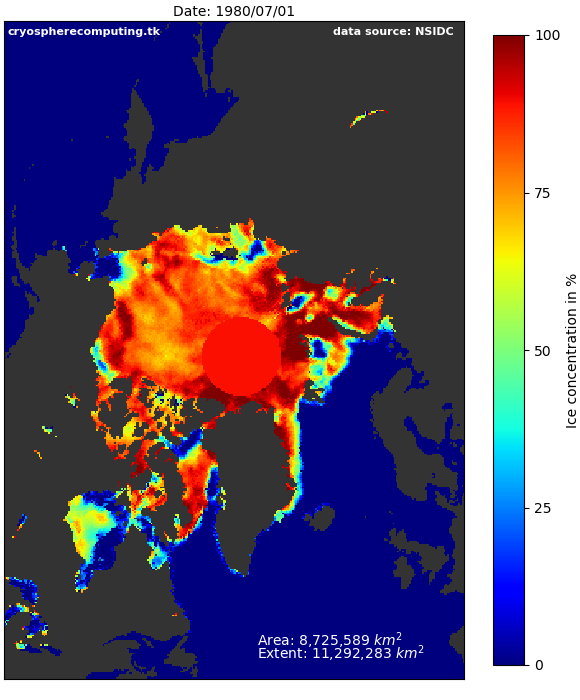 Date: 1980/07/01
cryospherecomputing.tk data source: NSIDC
100
75
50
25
0
Ice concentration in %
Area: 8,725,589 km²
Extent: 11,292,283 km²